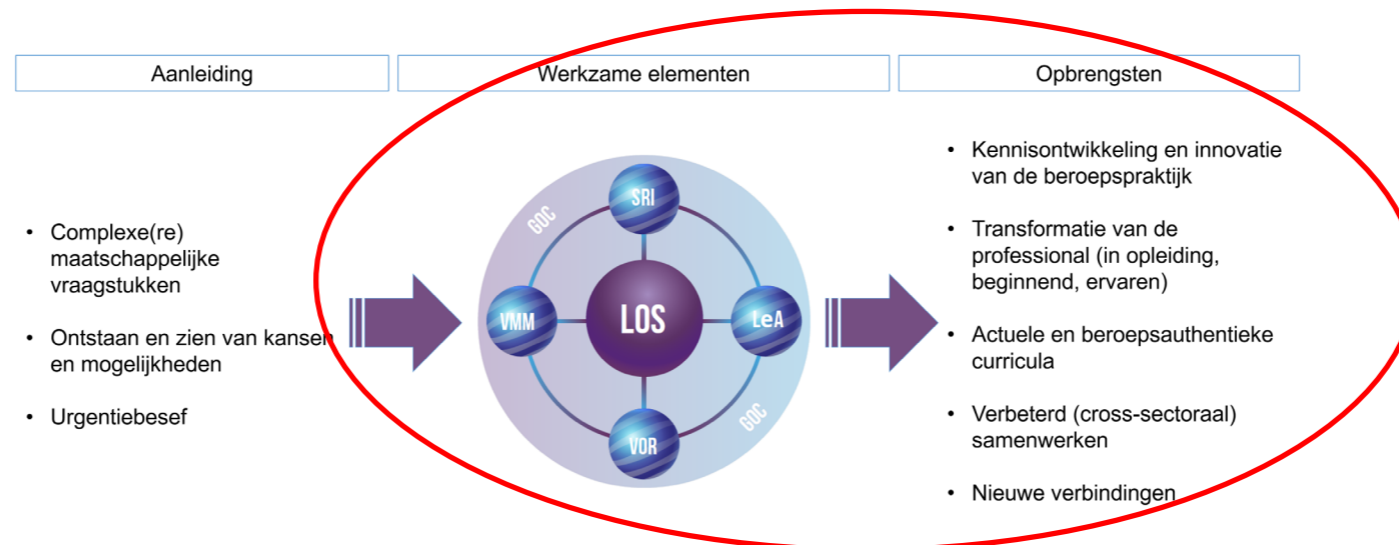 Aanleiding
Werkzame elementen
Opbrengsten
• Complexe(re)
maatschappelijke
vraagstukken
• Ontstaan en zien van kansen
en mogelijkheden
• Urgentiebesef
GOC
SRI
VMM
LOS
LeA
VOR
GOC
• Kennisontwikkeling en innovatie
van de beroepspraktijk
• Transformatie van de
professional (in opleiding,
beginnend, ervaren)
• Actuele en beroepsauthentieke
curricula
• Verbeterd (cross-sectoraal)
samenwerken
• Nieuwe verbindingen